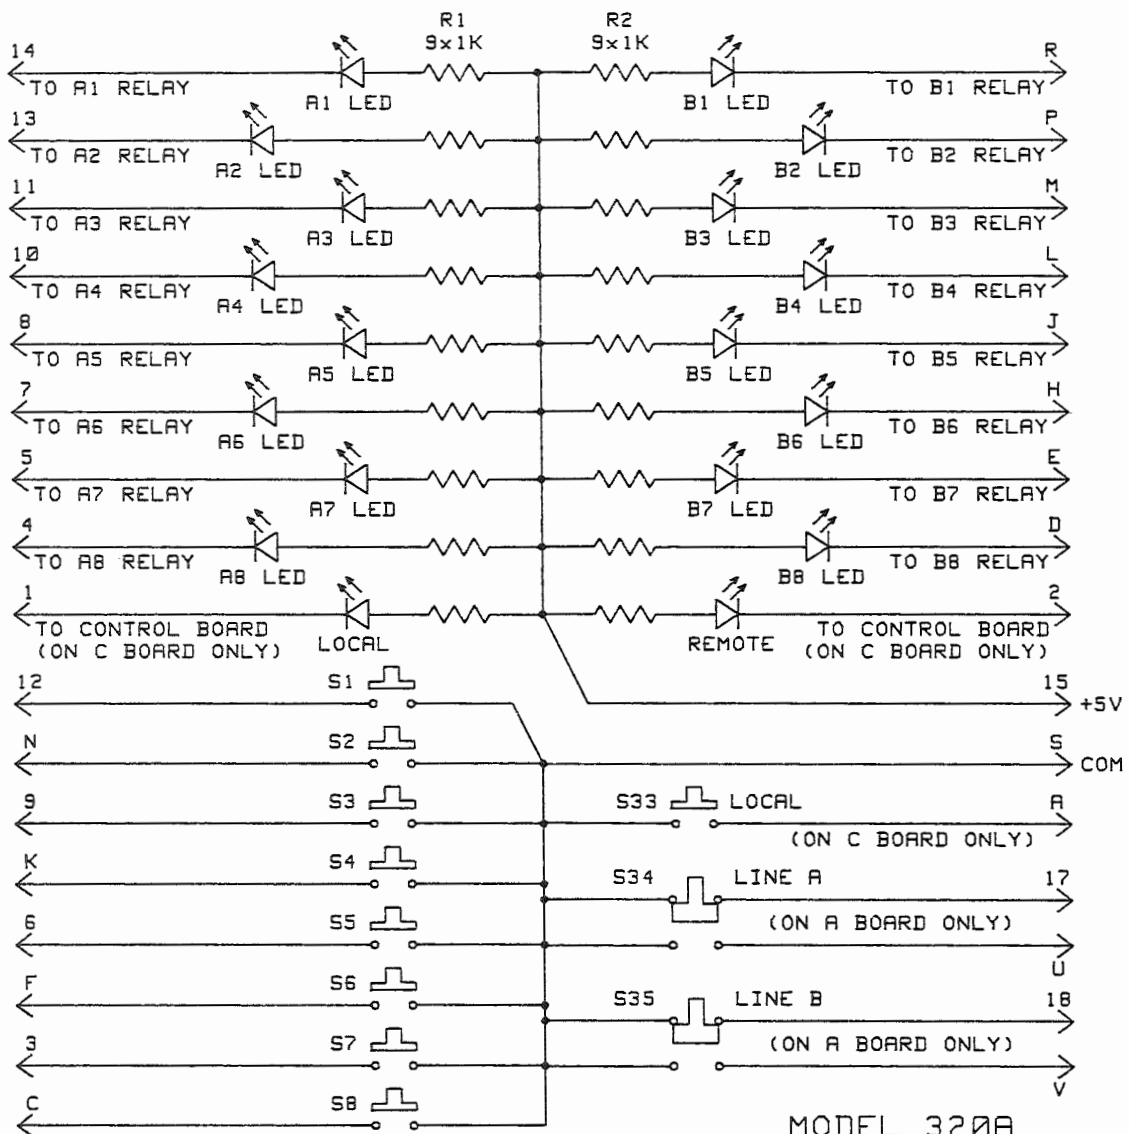 R1 R2
9x1K 9x1K
14 R
TO A1 RELAY A1 LED B1 LED TO B1 RELAY
13 P
TO A2 RELAY A2 LED B2 LED TO B2 RELAY
11 M
TO A3 RELAY A3 LED B3 LED TO B3 RELAY
10 L
TO A4 RELAY A4 LED B4 LED TO B4 RELAY
8 J
TO A5 RELAY A5 LED B5 LED TO B5 RELAY
7 H
TO A6 RELAY A6 LED B6 LED TO B6 RELAY
5 E
TO A7 RELAY A7 LED B7 LED TO B7 RELAY
4 D
TO A8 RELAY A8 LED B8 LED TO B8 RELAY
1 2
TO CONTROL BOARD LOCAL REMOTE TO CONTROL BOARD
(ON C BOARD ONLY) (ON C BOARD ONLY)
12 S1 15
+5V
N S2 S
COM
9 S3 S33 LOCAL A
(ON C BOARD ONLY)
K S4 S34 LINE A 17
6 S5 (ON A BOARD ONLY)
U
F S6 S35 LINE B 18
3 S7 (ON A BOARD ONLY)
V
C S8
MODEL 320A